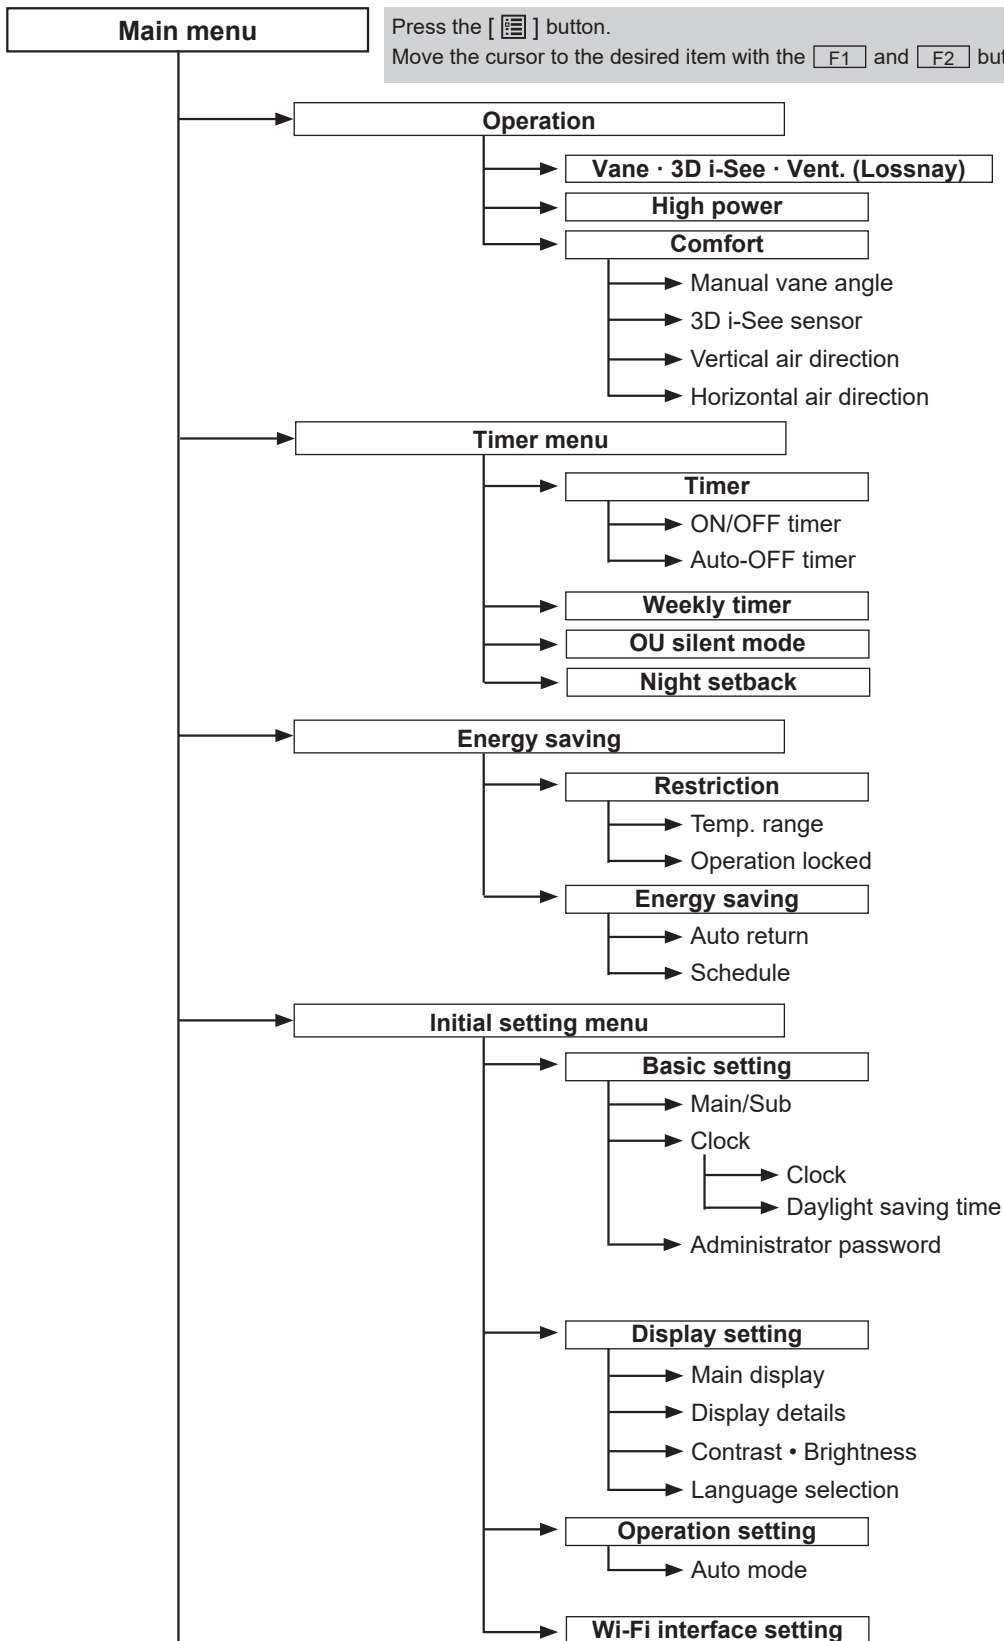 Main menu
Press the [ ] button.
Move the cursor to the desired item with the F1 and F2
Operation
Vane · 3D i-See · Vent. (Lossnay)
High power
Comfort
Manual vane angle
3D i-See sensor
Vertical air direction
Horizontal air direction
Timer menu
Timer
ON/OFF timer
Auto-OFF timer
Weekly timer
OU silent mode
Night setback
Energy saving
Restriction
Temp. range
Operation locked
Energy saving
Auto return
Schedule
Initial setting menu
Basic setting
Main/Sub
Clock
Clock
Daylight saving time
Administrator password
Display setting
Main display
Display details
Contrast • Brightness
Language selection
Operation setting
Auto mode
Wi-Fi interface setting